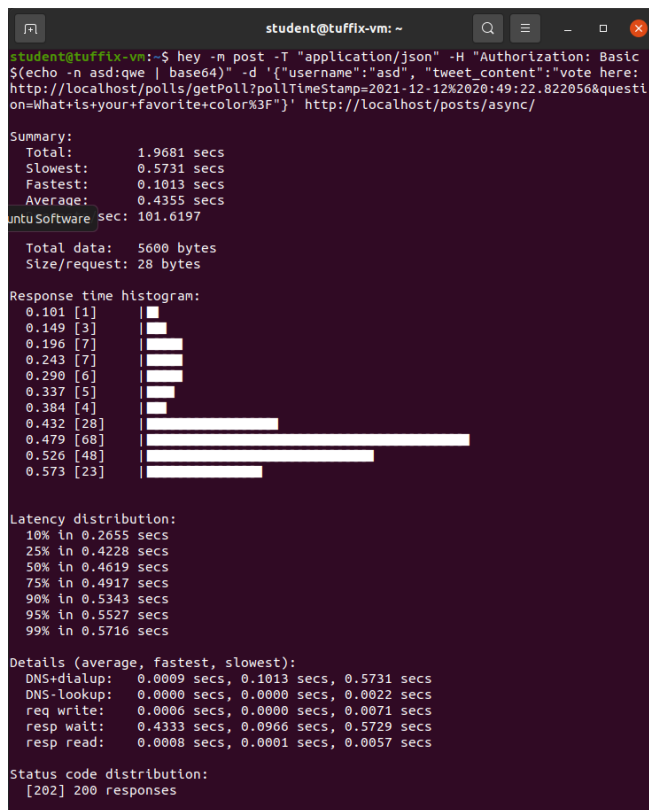 student@tuffix-vm: ~
student@tuffix-vm:~$ hey -m post -T "application/json" -H "Authorization: Basic
$(echo -n asd:qwe | base64)" -d '{"username":"asd", "tweet_content":"vote here:
http://localhost/polls/getPoll?pollTimeStamp=2021-12-12%2020:49:22.822056&questi
on=What+is+your+favorite+color%3F"}' http://localhost/posts/async/
Summary:
Total: 1.9681 secs
Slowest: 0.5731 secs
Fastest: 0.1013 secs
Average: 0.4355 secs
untu Software sec: 101.6197
Total data: 5600 bytes
Size/request: 28 bytes
Response time histogram:
0.101 [1] |
0.149 [3] |
0.196 [7] |
0.243 [7] |
0.290 [6] |
0.337 [5] |
0.384 [4] |
0.432 [28] |
0.479 [68] |
0.526 [48] |
0.573 [23] |
Latency distribution:
10% in 0.2655 secs
25% in 0.4228 secs
50% in 0.4619 secs
75% in 0.4917 secs
90% in 0.5343 secs
95% in 0.5527 secs
99% in 0.5716 secs
Details (average, fastest, slowest):
DNS+dialup: 0.0009 secs, 0.1013 secs, 0.5731 secs
DNS-lookup: 0.0000 secs, 0.0000 secs, 0.0022 secs
req write: 0.0006 secs, 0.0000 secs, 0.0071 secs
resp wait: 0.4333 secs, 0.0966 secs, 0.5729 secs
resp read: 0.0008 secs, 0.0001 secs, 0.0057 secs
Status code distribution:
[202] 200 responses